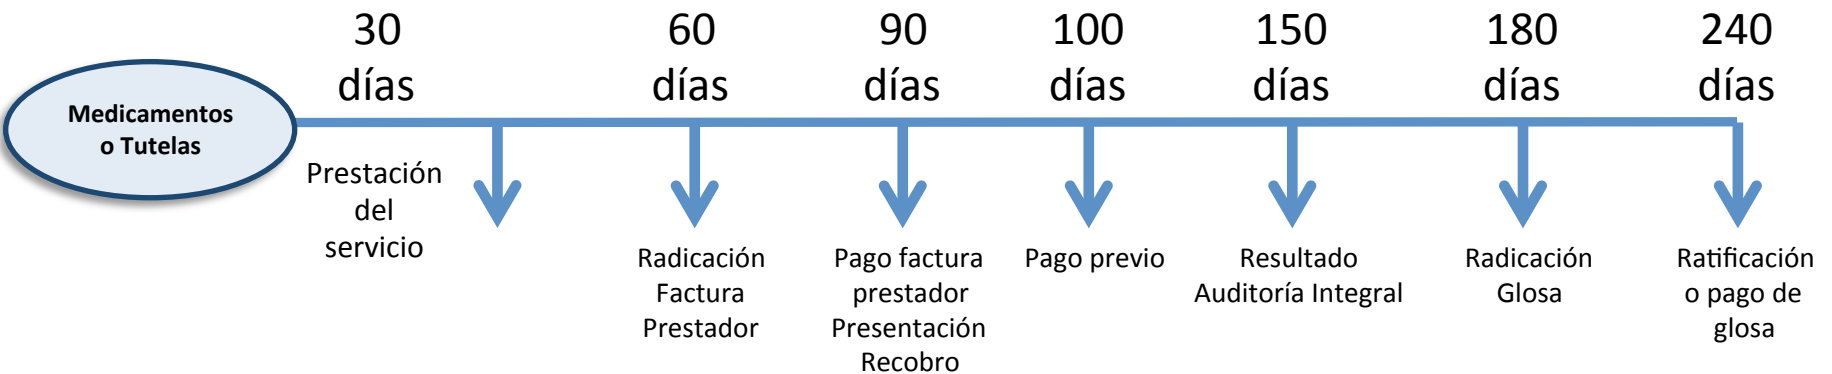 30
días
60
días
90
días
100
días
150
días
180
días
240
días
Medicamentos
o Tutelas
Prestación
del
servicio
Radicación
Factura
Prestador
Pago factura
prestador
Presentación
Recobro
Pago previo
Resultado
Auditoría Integral
Radicación
Glosa
Ratificación
o pago de
glosa